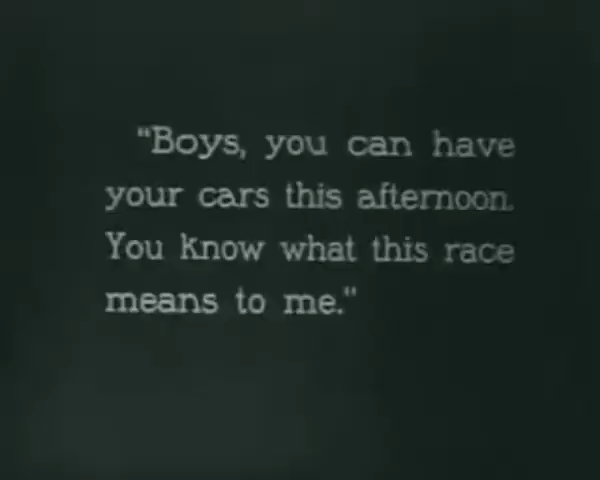 "Boys, you can have
your cars this afternoon.
You know what this race
means to me."